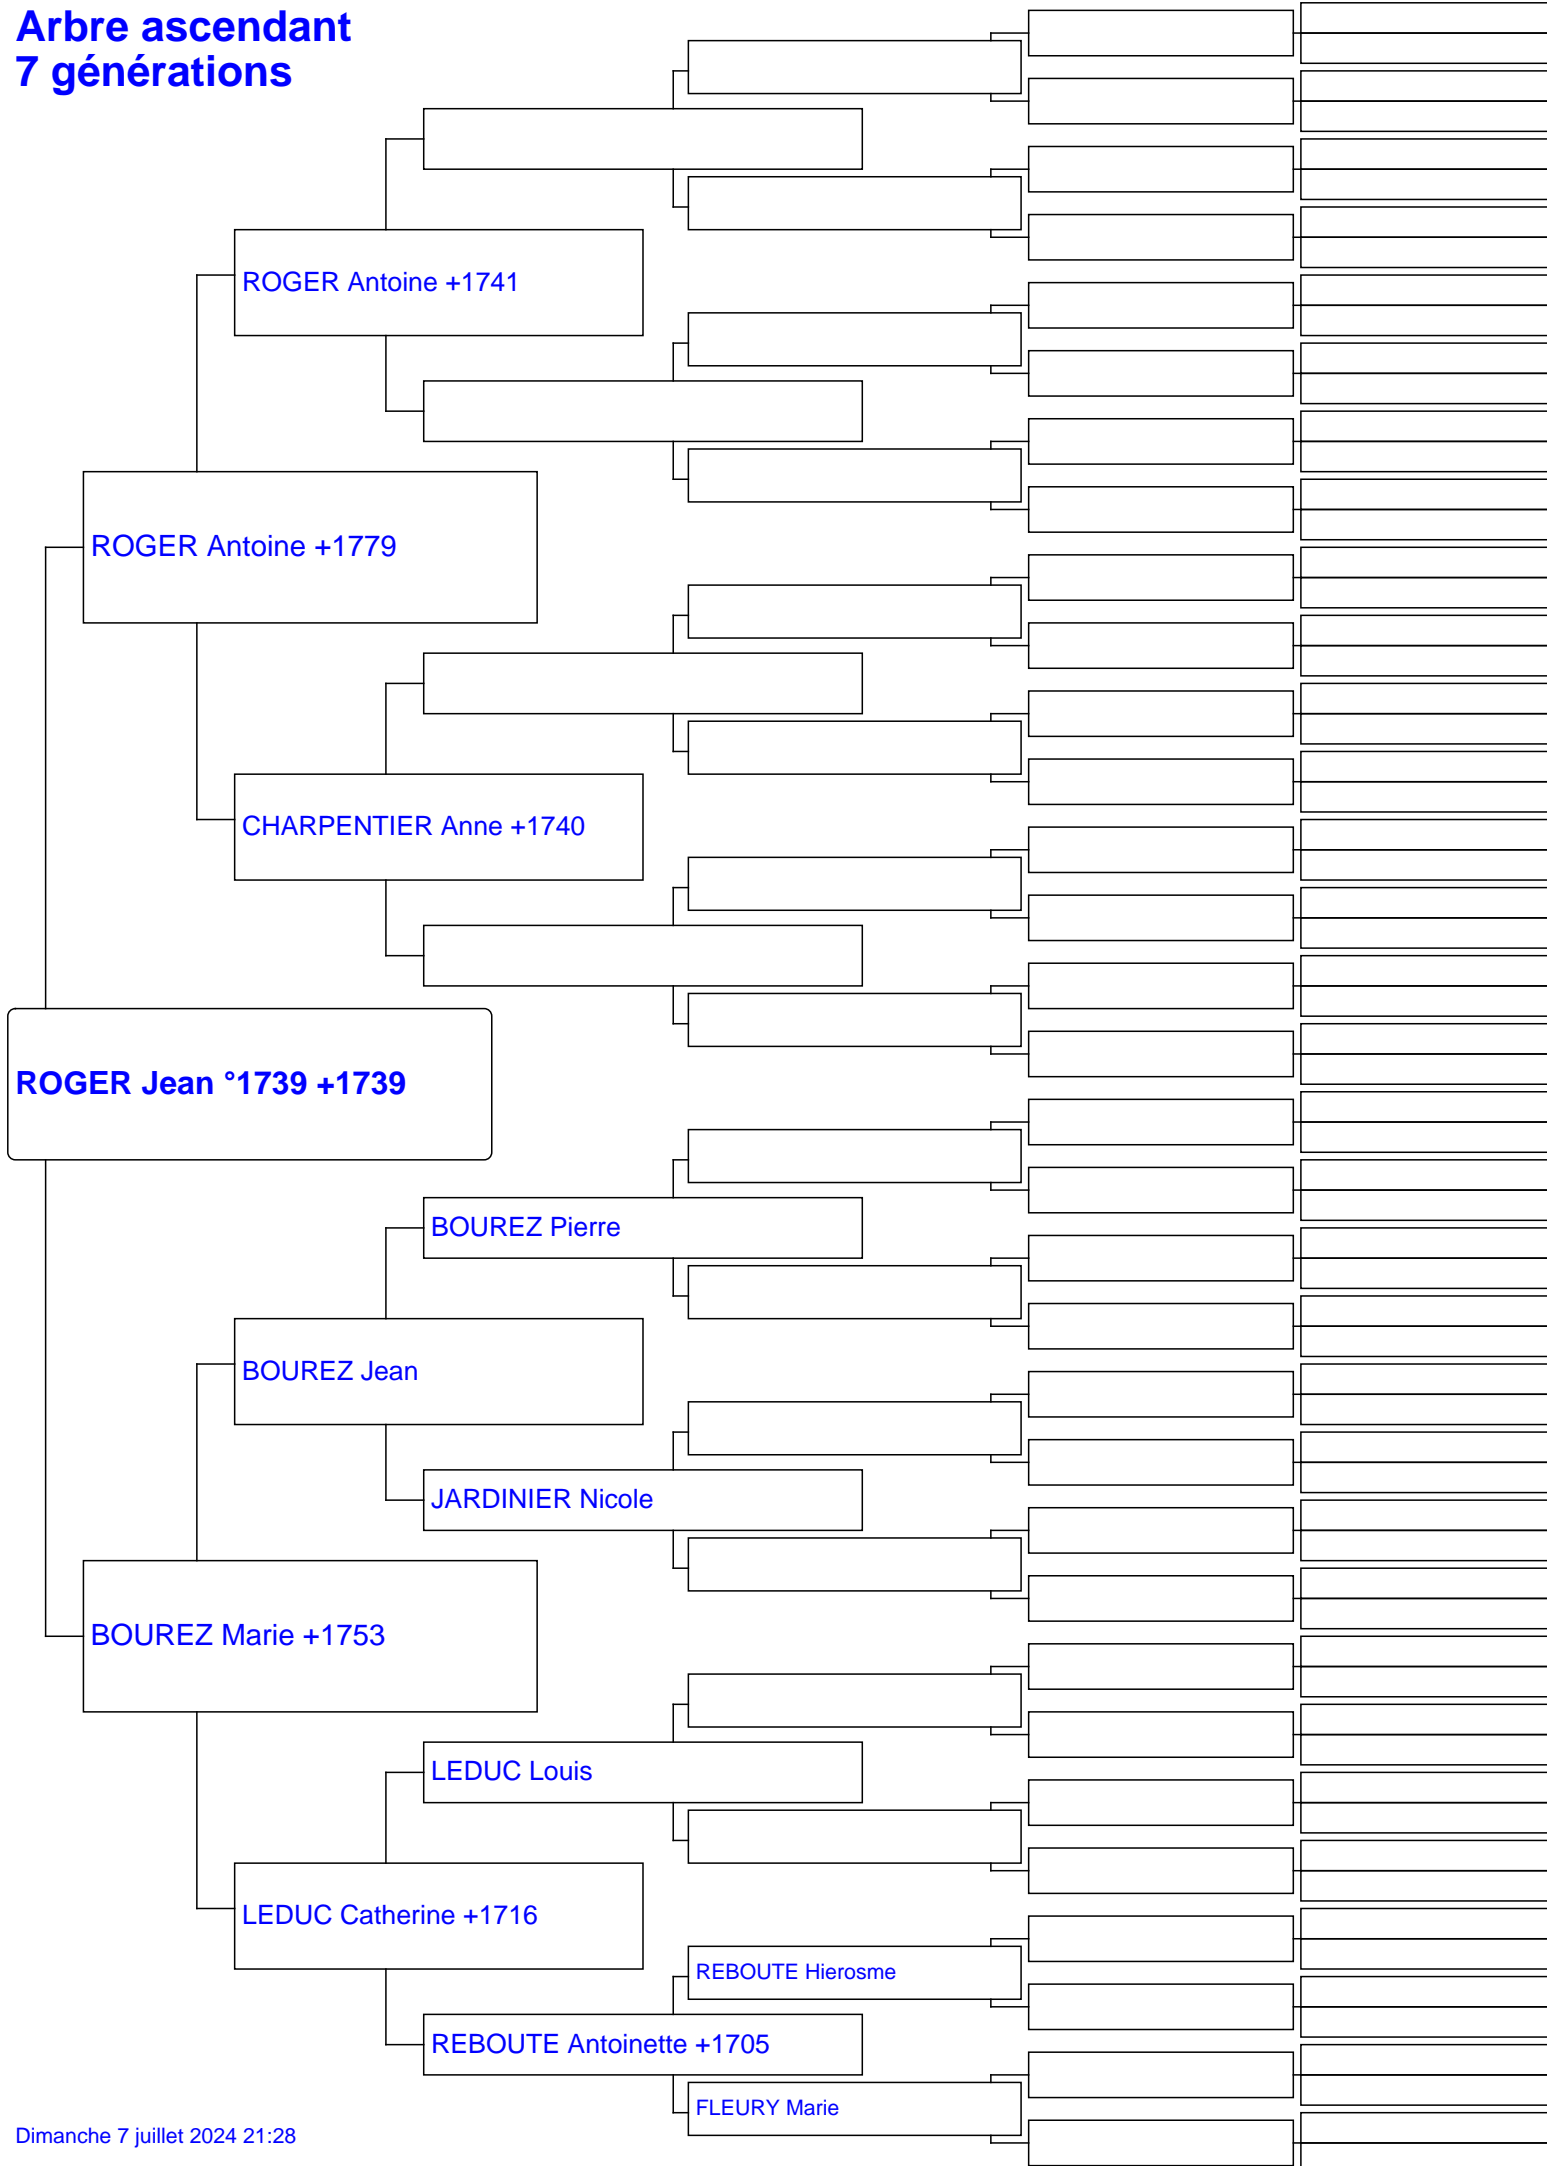 Arbre ascendant
7 générations
ROGER Antoine +1741
ROGER Antoine +1779
CHARPENTIER Anne +1740
ROGER Jean °1739 +1739
BOUREZ Pierre
BOUREZ Jean
JARDINIER Nicole
BOUREZ Marie +1753
LEDUC Louis
LEDUC Catherine +1716
REBOUTE Hierosme
REBOUTE Antoinette +1705
FLEURY Marie
Dimanche 7 juillet 2024 21:28